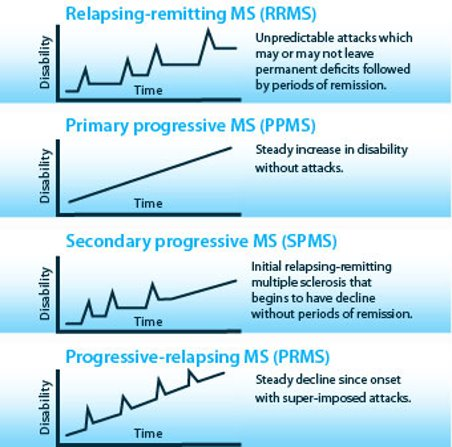 Relapsing-remitting MS (RRMS)
Disability
Time
Unpredictable attacks which
may or may not leave
permanent deficits followed
by periods of remission.
Primary progressive MS (PPMS)
Disability
Time
Steady increase in disability
without attacks.
Secondary progressive MS (SPMS)
Disability
Time
Initial relapsing-remitting
multiple sclerosis that
begins to have decline
without periods of remission.
Progressive-relapsing MS (PRMS)
Disability
Time
Steady decline since onset
with super-imposed attacks.